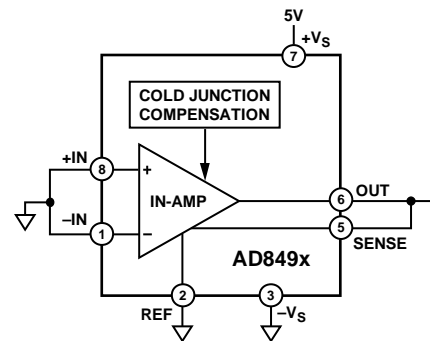 5V
+VS
7
COLD JUNCTION
COMPENSATION
+IN
8
+
IN-AMP
6
OUT
–IN
1
–
5
SENSE
AD849x
2
3
REF
–VS